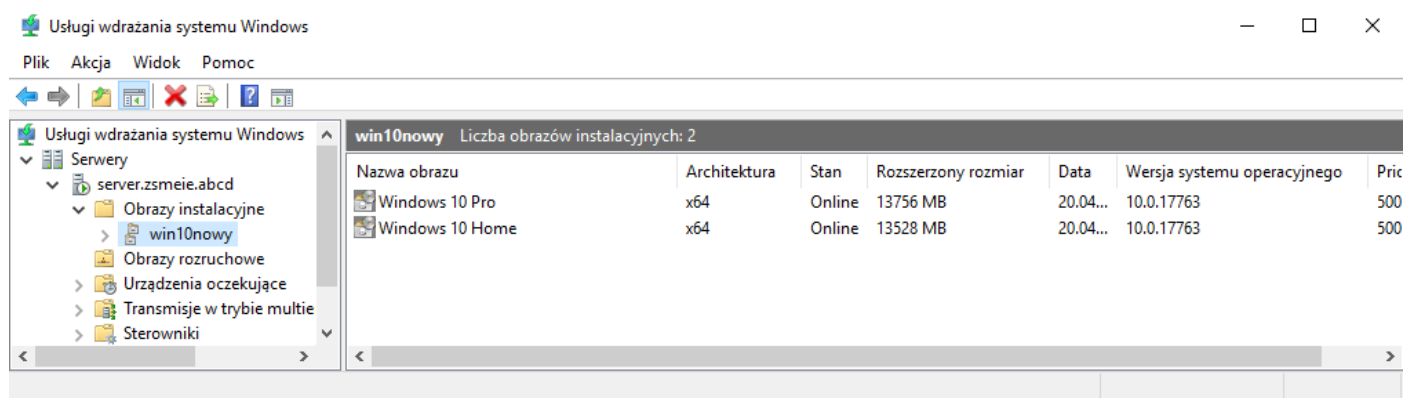 Usługi wdrażania systemu Windows
Plik Akcja Widok Pomoc
Usługi wdrażania systemu Windows
Serwery
server.zsmeie.abcd
Obrazy instalacyjne
win10nowy
Obrazy rozruchowe
Urządzenia oczekujące
Transmisje w trybie multie
Sterowniki
win10nowy Liczba obrazów instalacyjnych: 2
Nazwa obrazu Architektura Stan Rozszerzony rozmiar Data Wersja systemu operacyjnego Pric
Windows 10 Pro x64 Online 13756 MB 20.04... 10.0.17763 500
Windows 10 Home x64 Online 13528 MB 20.04... 10.0.17763 500